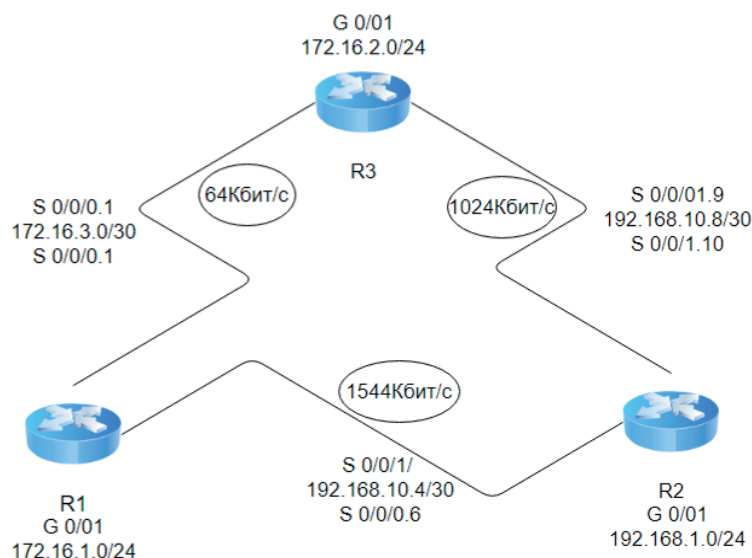 G 0/01
172.16.2.0/24
R3
64Кбит/с
1024Кбит/с
S 0/0/0.1
172.16.3.0/30
S 0/0/0.1
S 0/0/01.9
192.168.10.8/30
S 0/0/1.10
1544Кбит/с
S 0/0/1/
192.168.10.4/30
S 0/0/0.6
R1
G 0/01
172.16.1.0/24
R2
G 0/01
192.168.1.0/24